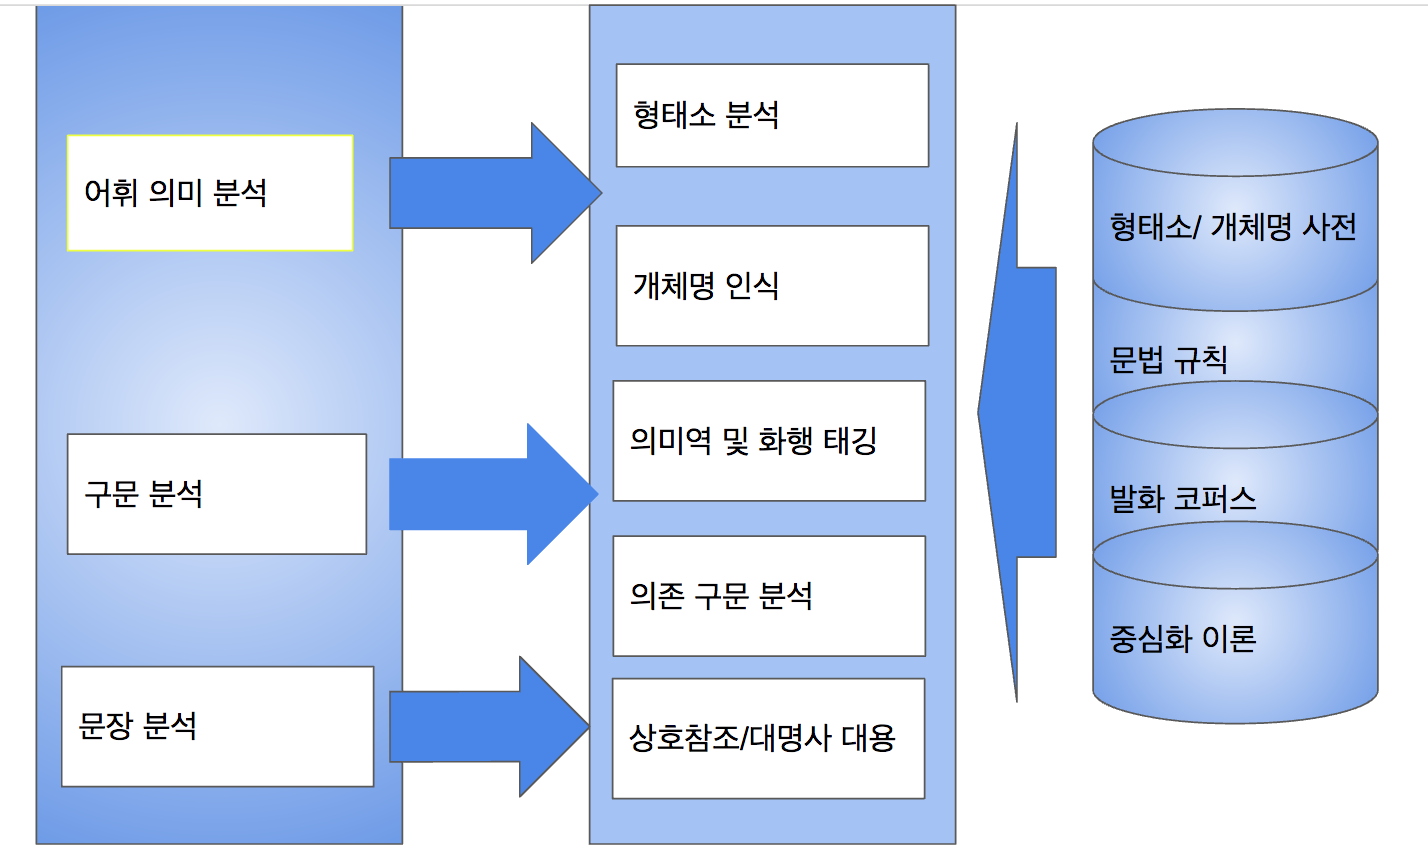 어휘 의미 분석
구문 분석
문장 분석
형태소 분석
개체명 인식
의미역 및 화행 태깅
의존 구문 분석
상호참조/대명사 대용
형태소/ 개체명 사전
문법 규칙
발화 코퍼스
중심화 이론